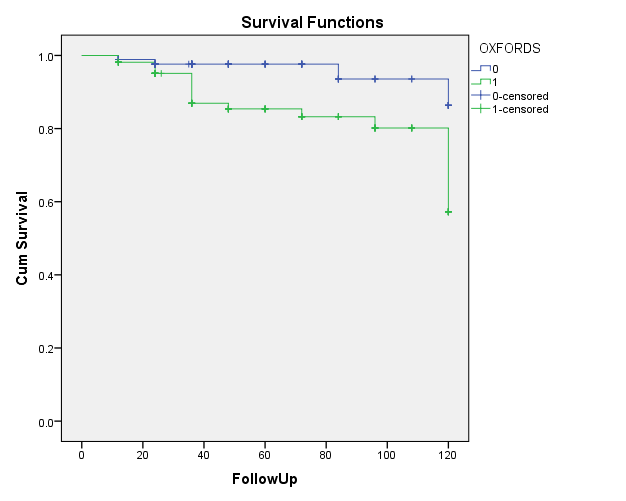 Survival Functions
OXFORDS
0
1
0-censored
1-censored
1.0
0.8
0.6
0.4
0.2
0.0
Cum Survival
0 20 40 60 80 100 120
FollowUp